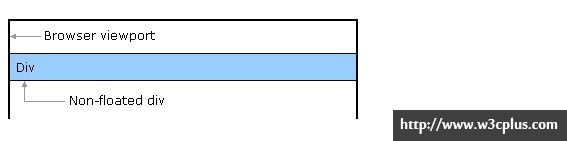 Browser viewport
Div
Non-floated div
http://www.w3cplus.com